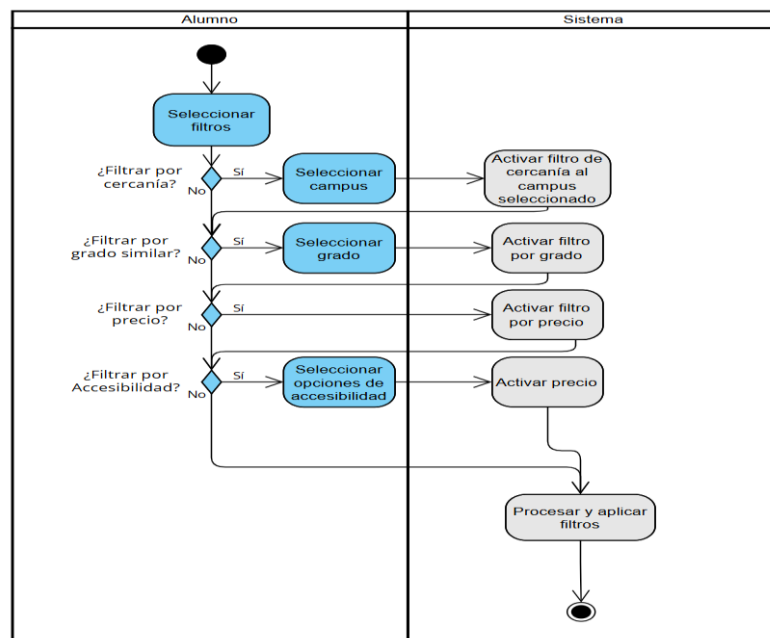 Alumno
Sistema
Seleccionar
filtros
¿Filtrar por
cercanía?
Sí
No
Seleccionar
campus
Activar filtro de
cercanía al
campus
seleccionado
¿Filtrar por
grado similar?
Sí
No
Seleccionar
grado
Activar filtro
por grado
¿Filtrar por
precio?
Sí
No
Activar filtro
por precio
¿Filtrar por
Accesibilidad?
Sí
No
Seleccionar
opciones de
accesibilidad
Activar precio
Procesar y aplicar
filtros